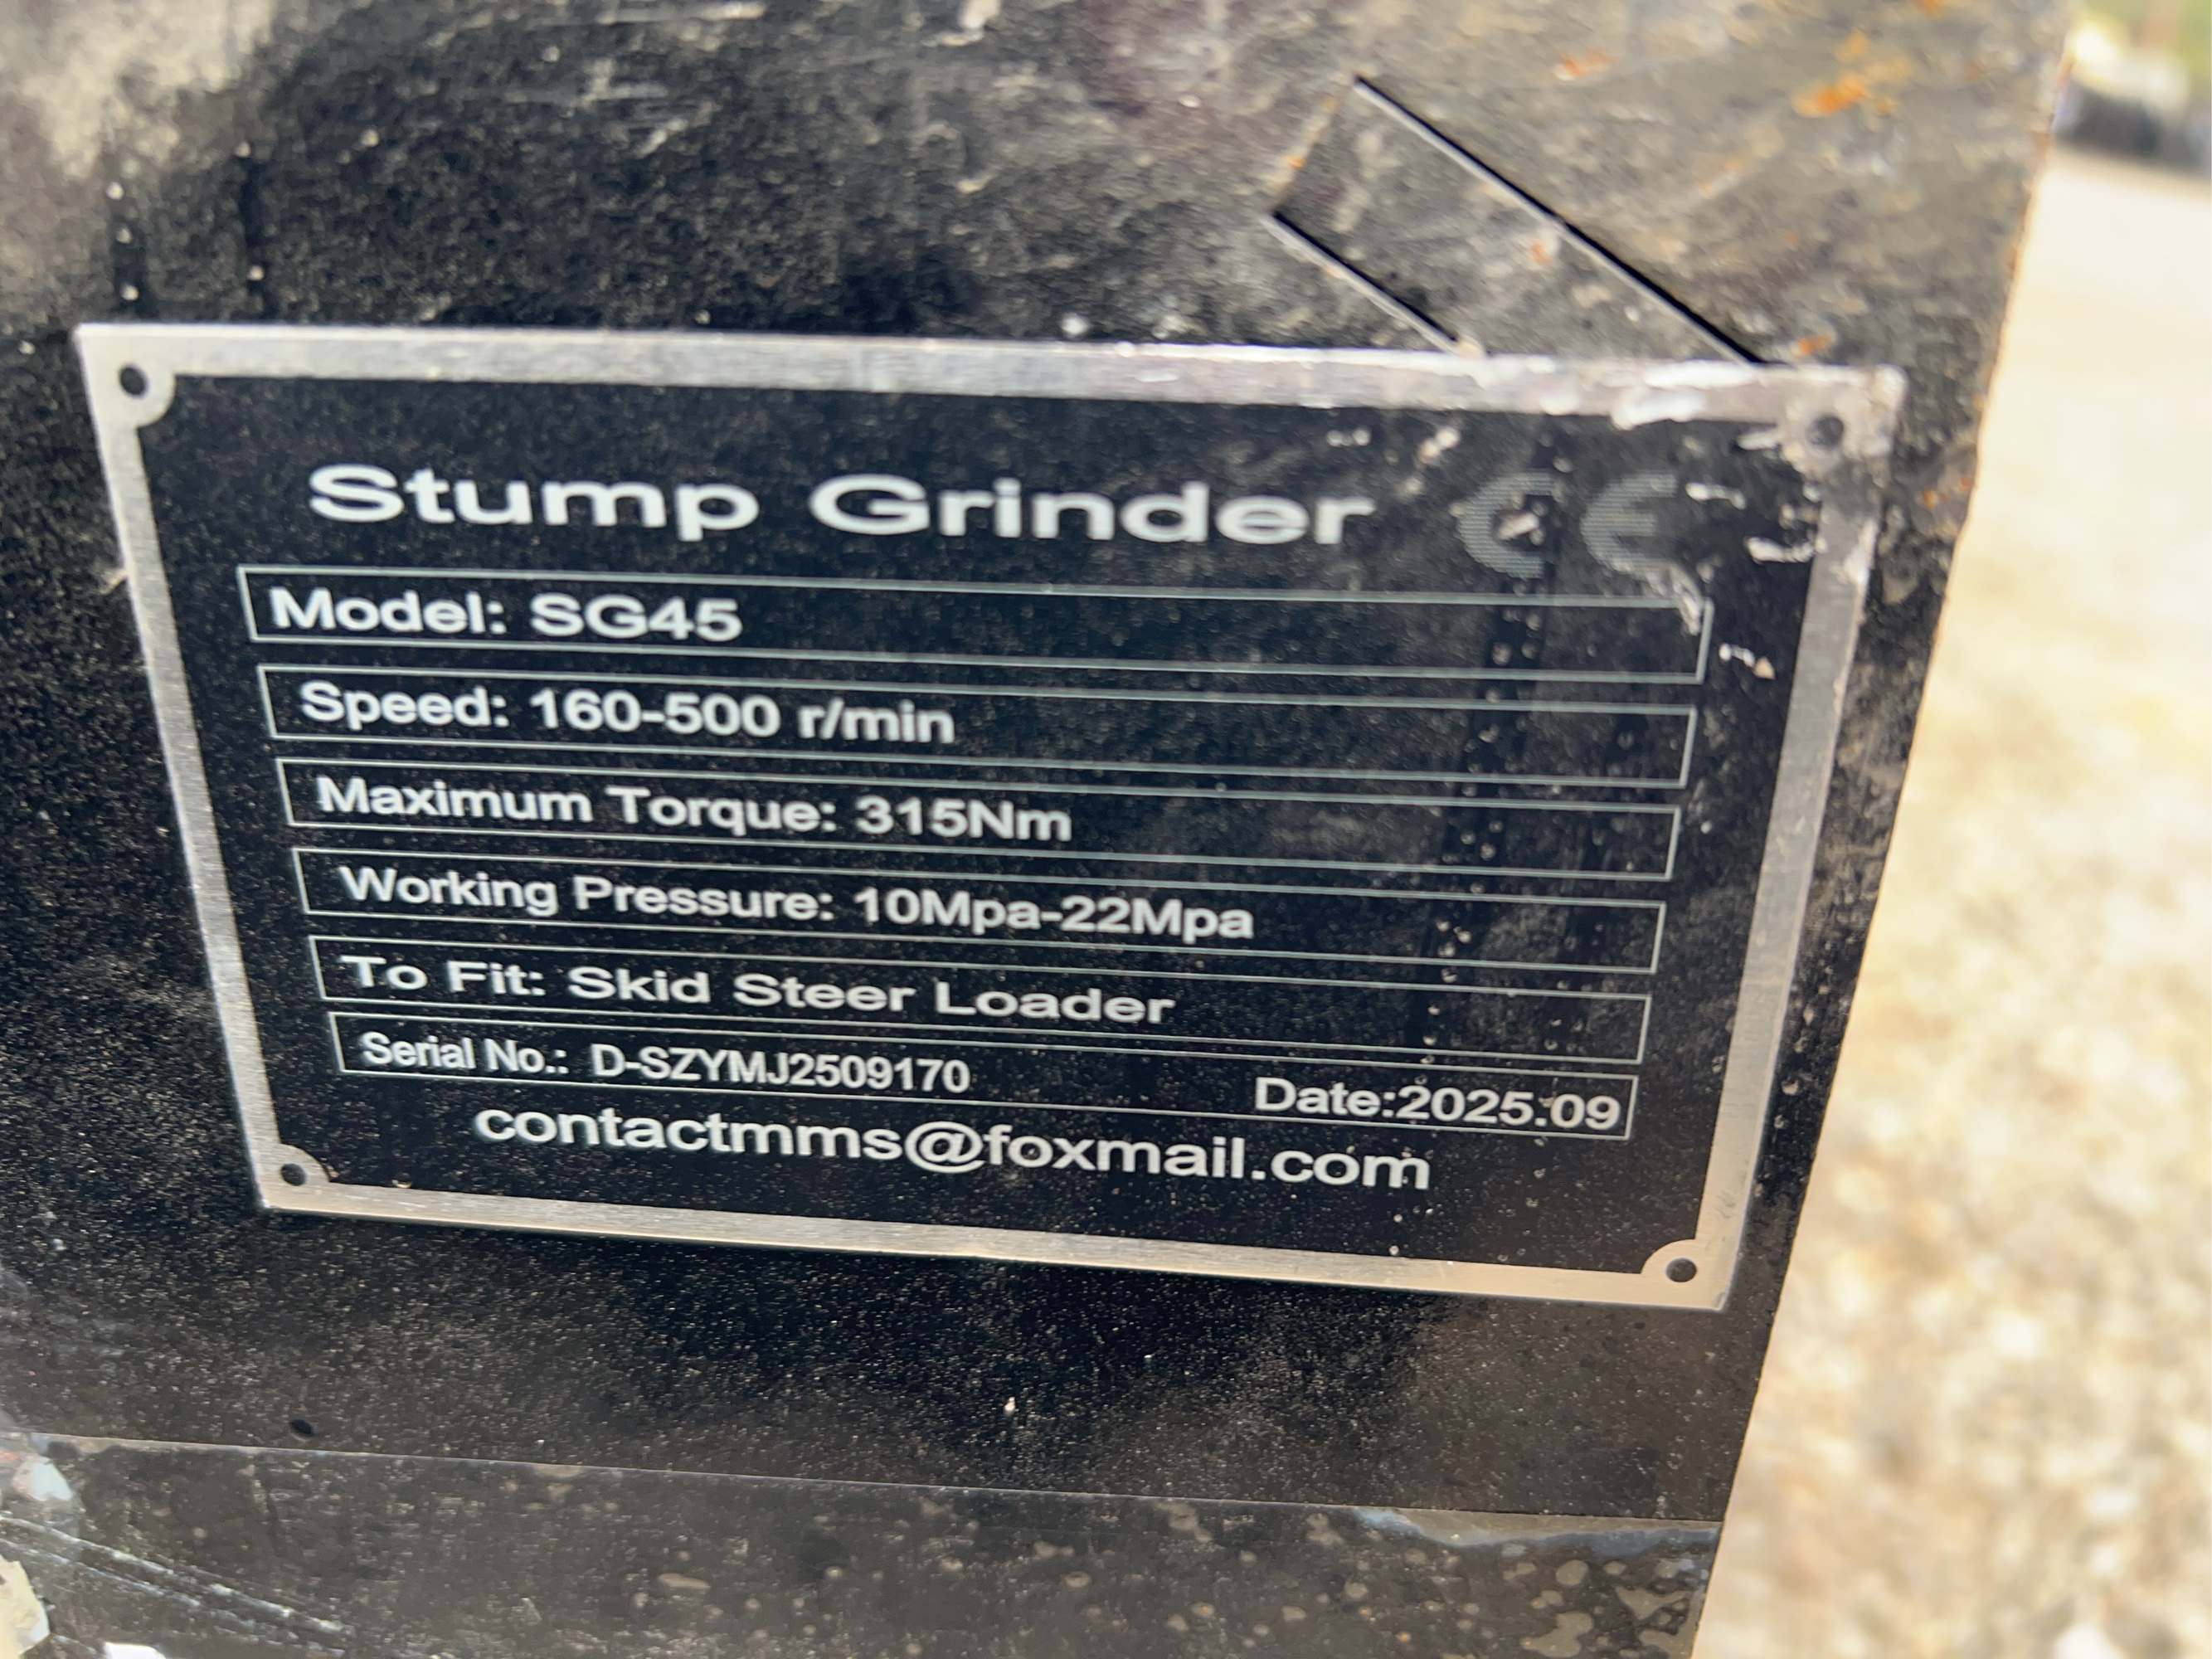 Stump Grinder CE
Model: SG45
Speed: 160-500 r/min
Maximum Torque: 315Nm
Working Pressure: 10Mpa-22Mpa
To Fit: Skid Steer Loader
Serial No.: D-SZYMJ2509170 Date:2025.09
contactmms@foxmail.com